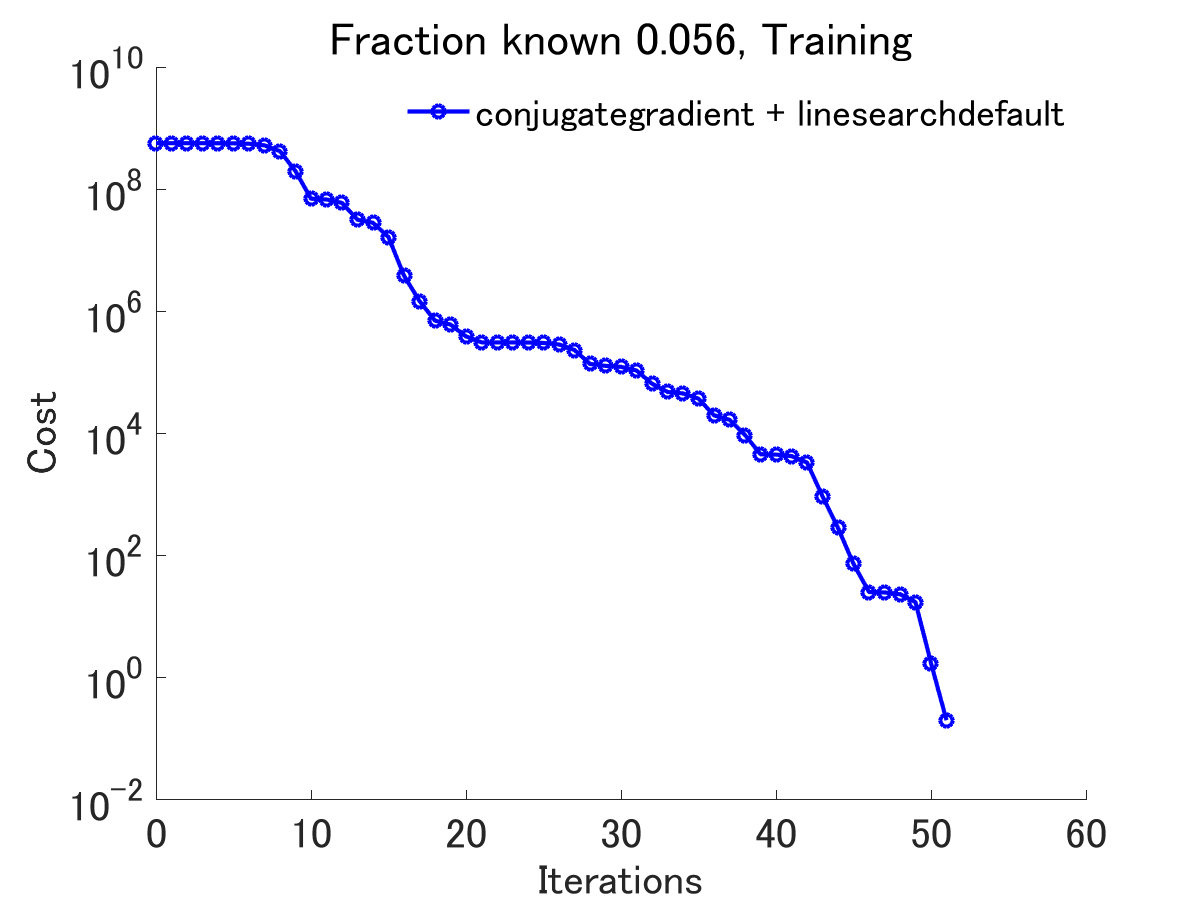 Fraction known 0.056, Training
10^10
conjugategradient + linesearchdefault
10^8
10^6
10^4
10^2
10^0
10^-2
Cost
0 10 20 30 40 50 60
Iterations